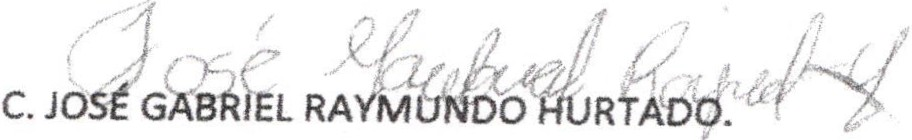 José
C. JOSÉ GABRIEL RAYMUNDO HURTADO.